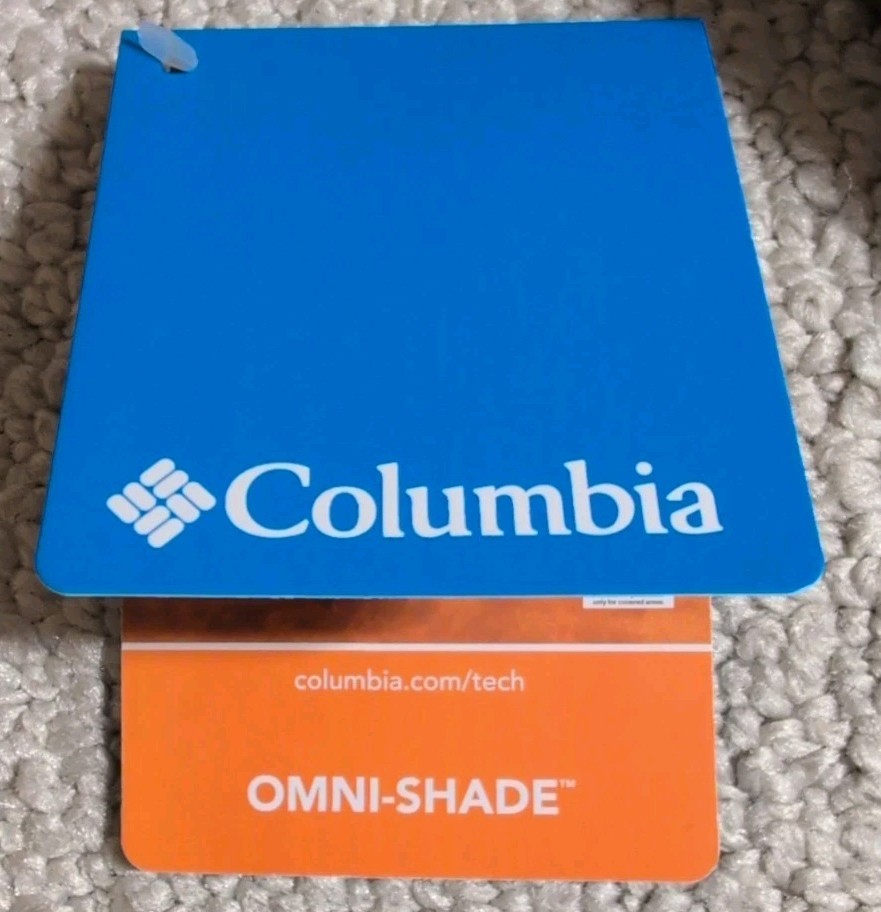 Columbia
only for covered areas.
columbia.com/tech
OMNI-SHADE™